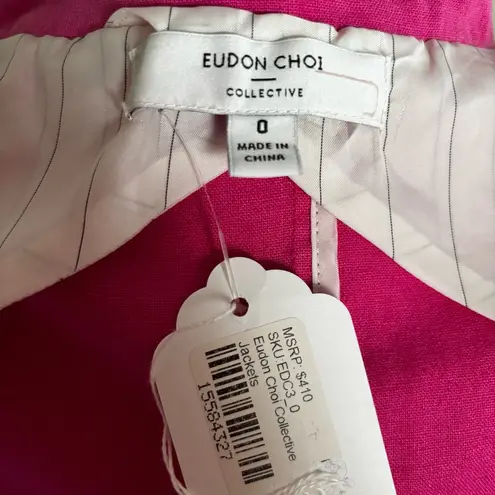 EUDON CHOI
COLLECTIVE
0
MADE IN
CHINA
MSRP: $410
SKU:EDC3_0
Eudon Choi Collective
Jackets
15584327